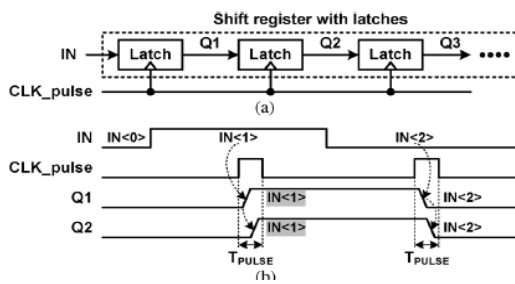 Shift register with latches
IN Latch Q1 Latch Q2 Latch Q3
CLK_pulse
(a)
IN IN<0> IN<1> IN<2>
CLK_pulse
Q1 IN<1> IN<2>
Q2 IN<1> IN<2>
TPULSE TPULSE
(b)